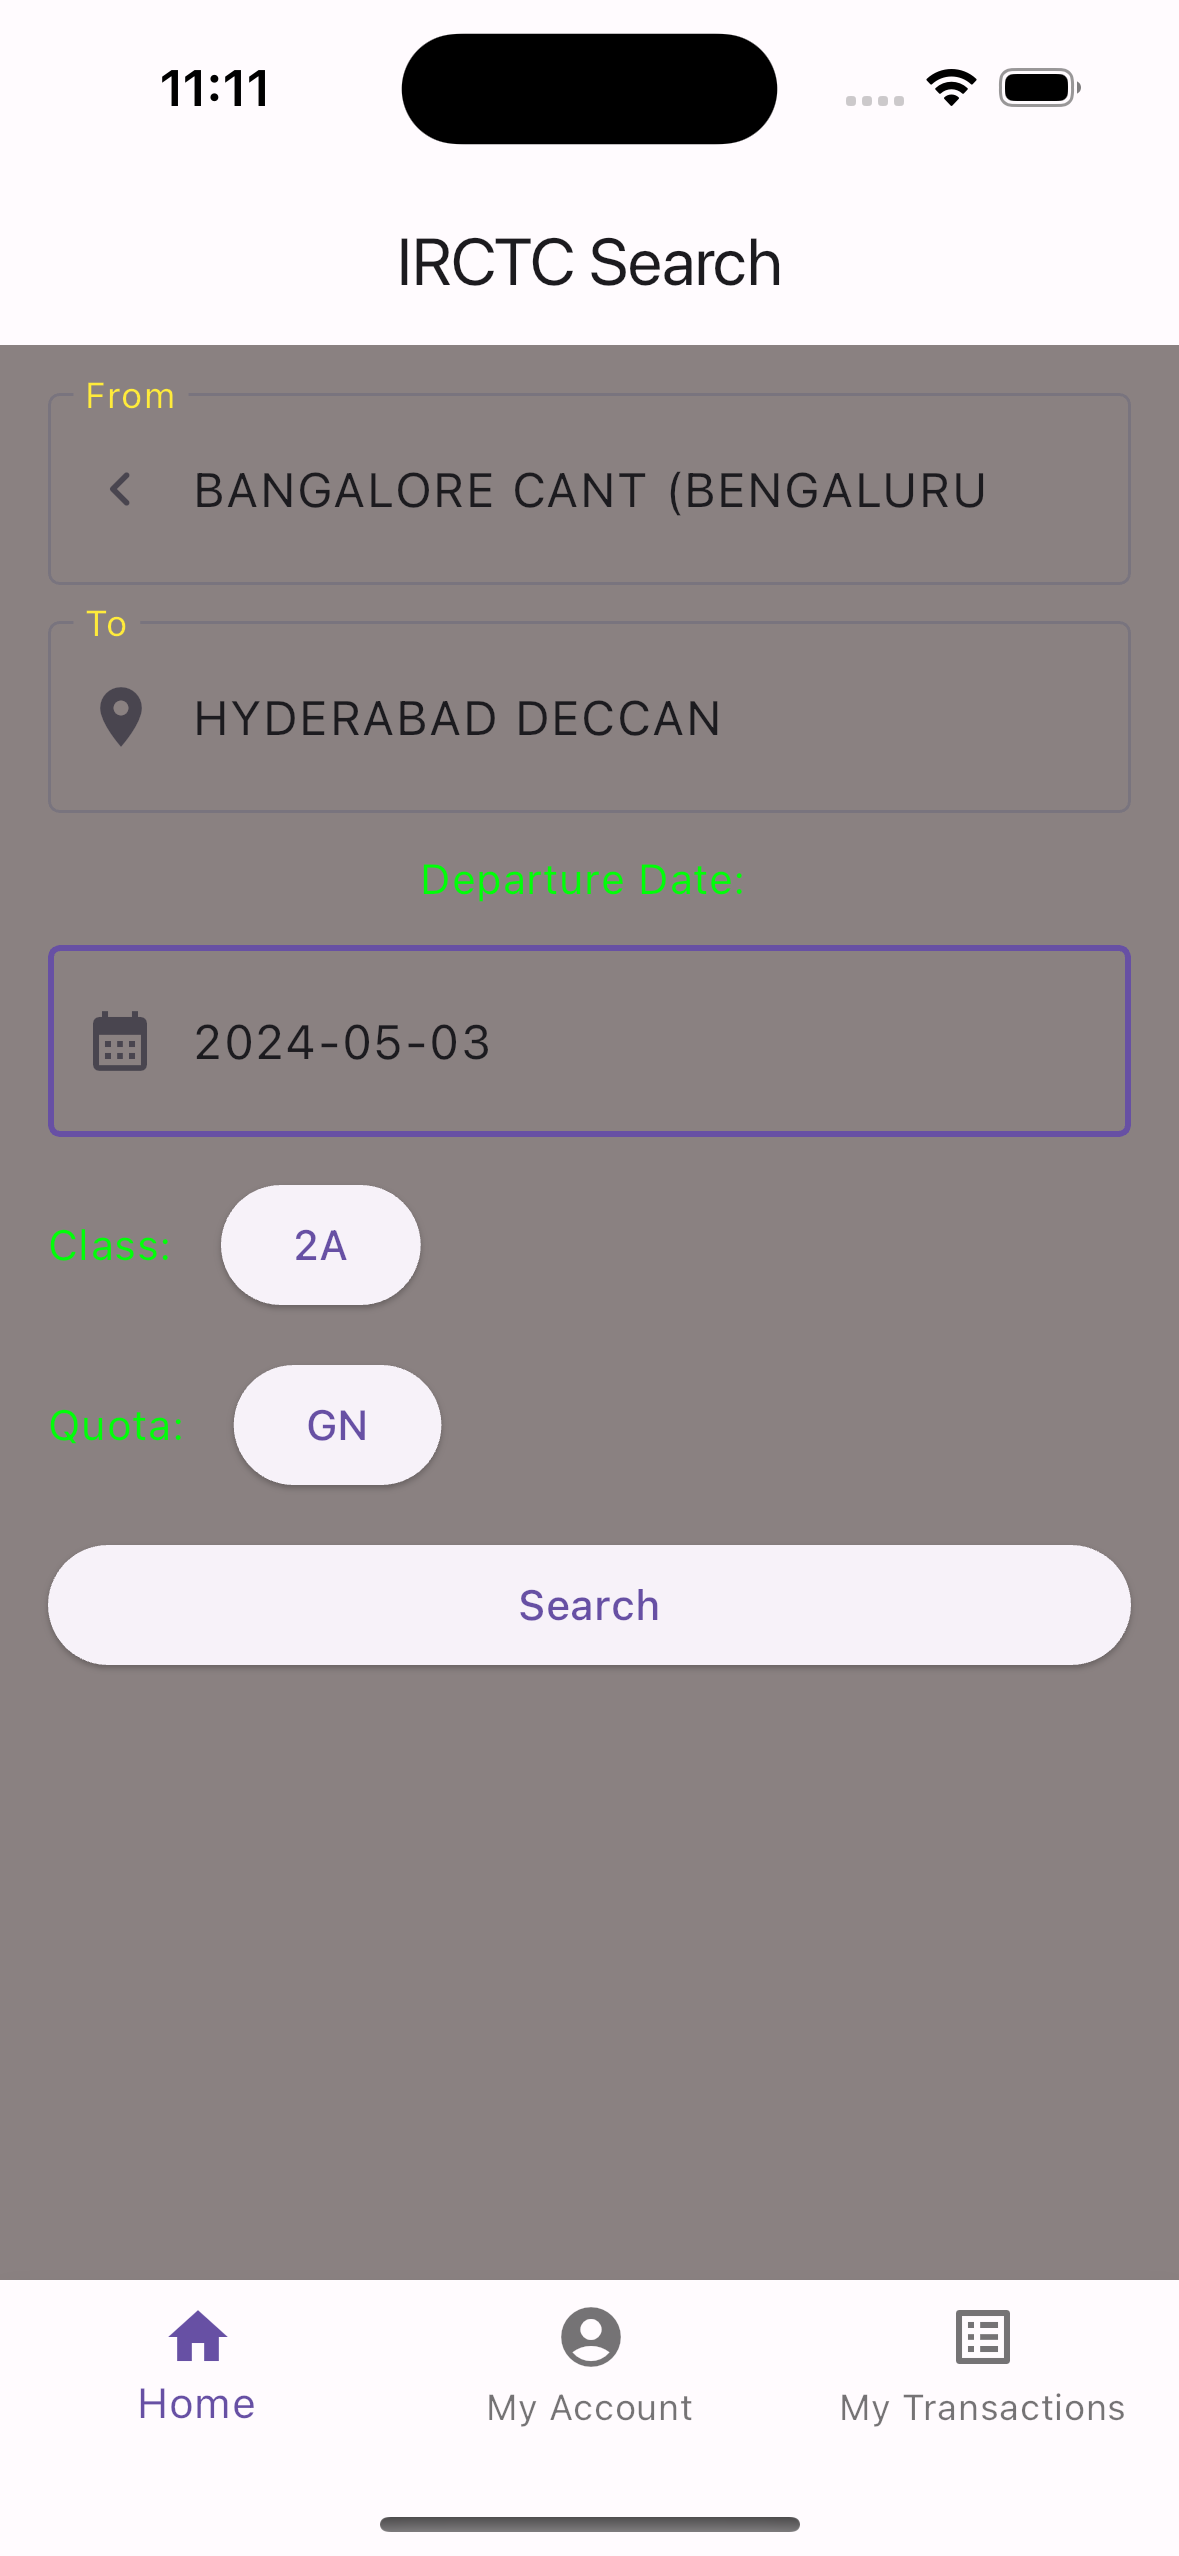 11:11
IRCTC Search
From
BANGALORE CANT (BENGALURU
To
HYDERABAD DECCAN
Departure Date:
2024-05-03
Class: 2A
Quota: GN
Search
Home My Account My Transactions